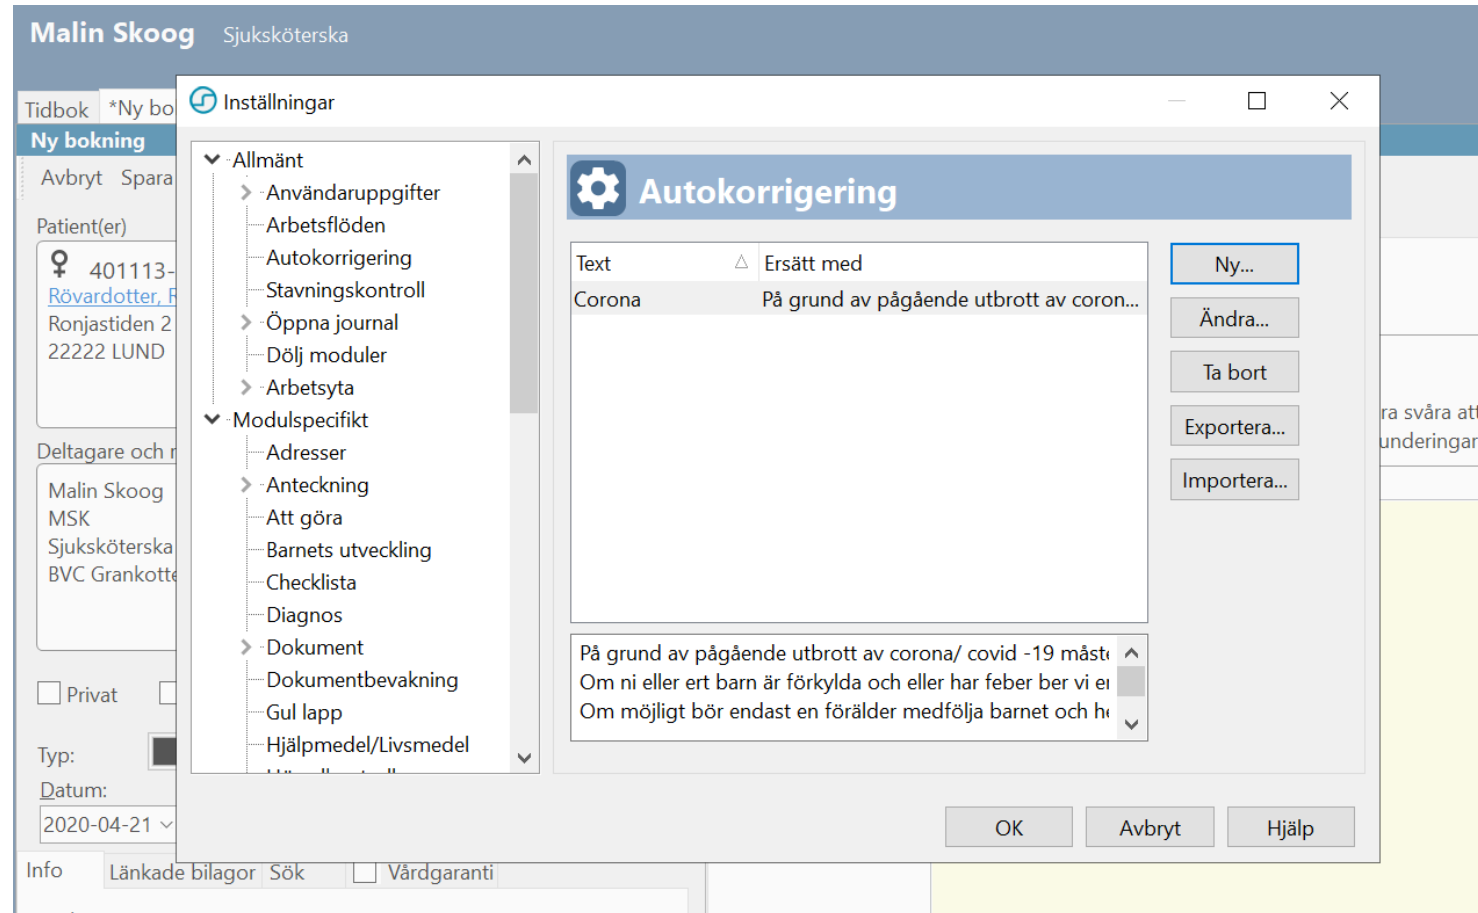 Malin Skoog Sjuksköterska
Tidbok *Ny bo
Ny bokning
Avbryt Spara
Patient(er)
401113-
Rövardotter, R
Ronjastiden 2
22222 LUND
Deltagare och r
Malin Skoog
MSK
Sjuksköterska
BVC Grankotte
Privat
Typ:
Datum:
2020-04-21
Info Länkade bilagor Sök Vårdgaranti
Inställningar
Allmänt
Användaruppgifter
Arbetsflöden
Autokorrigering
Stavningskontroll
Öppna journal
Dölj moduler
Arbetsyta
Modulspecifikt
Adresser
Anteckning
Att göra
Barnets utveckling
Checklista
Diagnos
Dokument
Dokumentbevakning
Gul lapp
Hjälpmedel/Livsmedel
Autokorrigering
Text Ersätt med
Corona På grund av pågående utbrott av coron...
På grund av pågående utbrott av corona/ covid -19 måste
Om ni eller ert barn är förkylda och eller har feber ber vi er
Om möjligt bör endast en förälder medfölja barnet och he
Ny...
Ändra...
Ta bort
Exportera...
Importera...
OK Avbryt Hjälp
ra svåra att
underingar